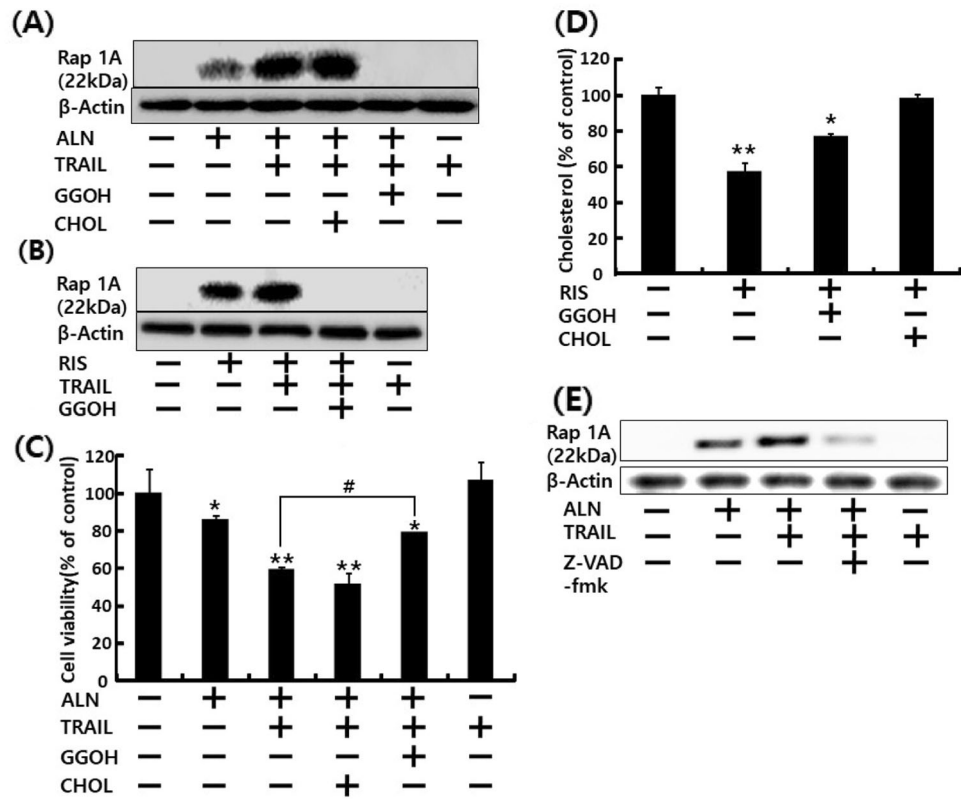 (A)
Rap 1A
(22kDa)
β-Actin
ALN — + + + + —
TRAIL — — + + + +
GGOH — — — — + —
CHOL — — — + — —
(B)
Rap 1A
(22kDa)
β-Actin
RIS — + + + —
TRAIL — — + + +
GGOH — — — + —
(C)
Cell viability(% of control)
120
100
80
60
40
20
0
* ** ** * #
ALN — + + + + —
TRAIL — — + + + +
GGOH — — — — + —
CHOL — — — + — —
(D)
Cholesterol (% of control)
120
100
80
60
40
20
0
** *
RIS — + + +
GGOH — — + —
CHOL — — — +
(E)
Rap 1A
(22kDa)
β-Actin
ALN — + + + —
TRAIL — — + + +
Z-VAD — — — + —
-fmk